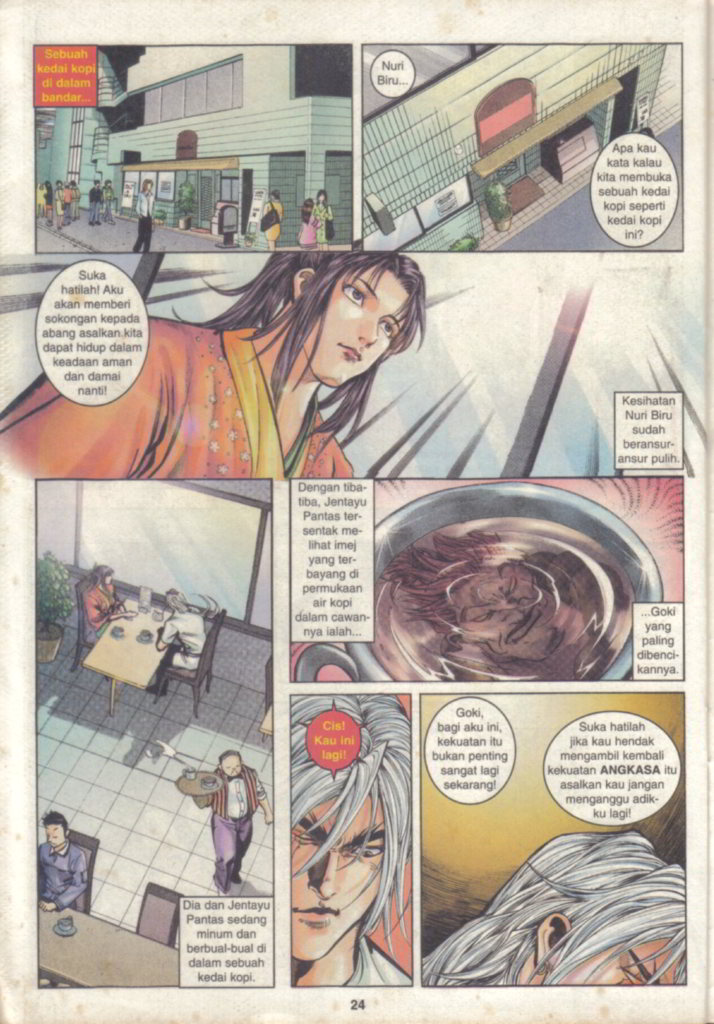 Sebuah
kedai kopi
di dalam
bandar...
Nuri
Biru...
Apa kau
kata kalau
kita membuka
sebuah kedai
kopi seperti
kedai kopi
ini?
Suka
hatilah! Aku
akan memberi
sokongan kepada
abang asalkan kita
dapat hidup dalam
keadaan aman
dan damai
nanti!
Kesihatan
Nuri Biru
sudah
beransur-
ansur pulih.
Dia dan Jentayu
Pantas sedang
minum dan
berbual-bual di
dalam sebuah
kedai kopi.
Dengan tiba-
tiba, Jentayu
Pantas ter-
sentak me-
lihat imej
yang ter-
bayang di
permukaan
air kopi
dalam cawan-
nya ialah...
...Goki
yang
paling
dibenci-
kannya.
Cis!
Kau ini
lagi!
Goki,
bagi aku ini,
kekuatan itu
bukan penting
sangat lagi
sekarang!
Suka hatilah
jika kau hendak
mengambil kembali
kekuatan ANGKASA itu
asalkan kau jangan
menganggu adik-
ku lagi!
24